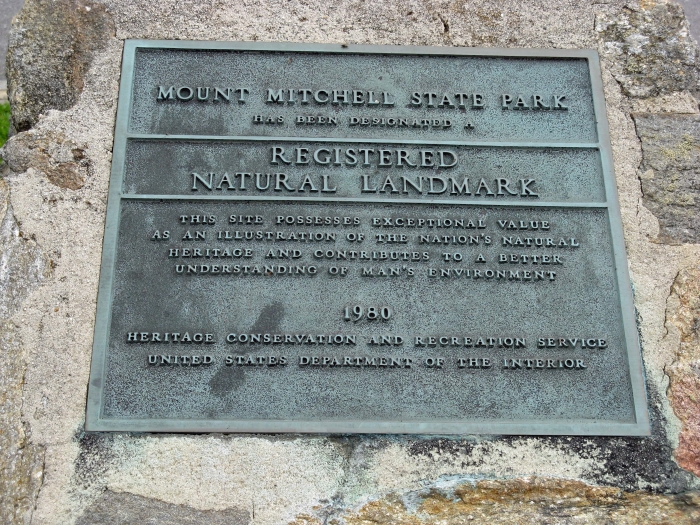 MOUNT MITCHELL STATE PARK
HAS BEEN DESIGNATED A
REGISTERED
NATURAL LANDMARK
THIS SITE POSSESSES EXCEPTIONAL VALUE
AS AN ILLUSTRATION OF THE NATION'S NATURAL
HERITAGE AND CONTRIBUTES TO A BETTER
UNDERSTANDING OF MAN'S ENVIRONMENT
1980
HERITAGE CONSERVATION AND RECREATION SERVICE
UNITED STATES DEPARTMENT OF THE INTERIOR